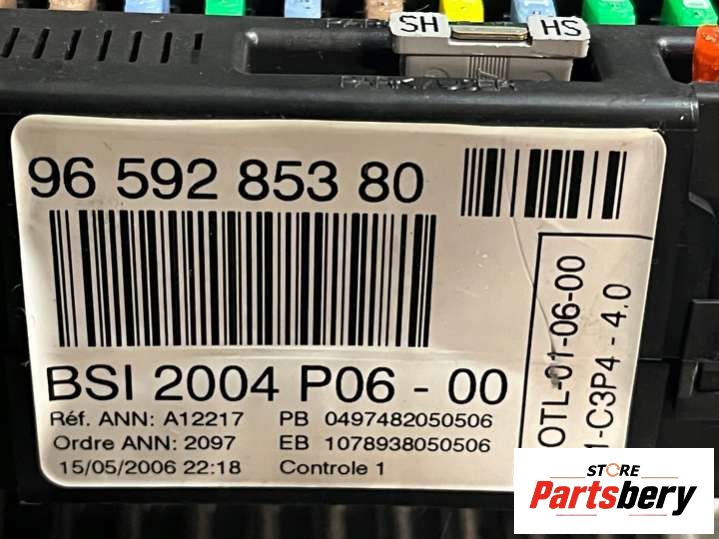 SH HS
96 592 853 80
BSI 2004 P06 - 00
Réf. ANN: A12217 PB 0497482050506
Ordre ANN: 2097 EB 1078938050506
15/05/2006 22:18 Controle 1
OTL-01-06-00
1-C3P4 - 4.0
STORE
Partsbery